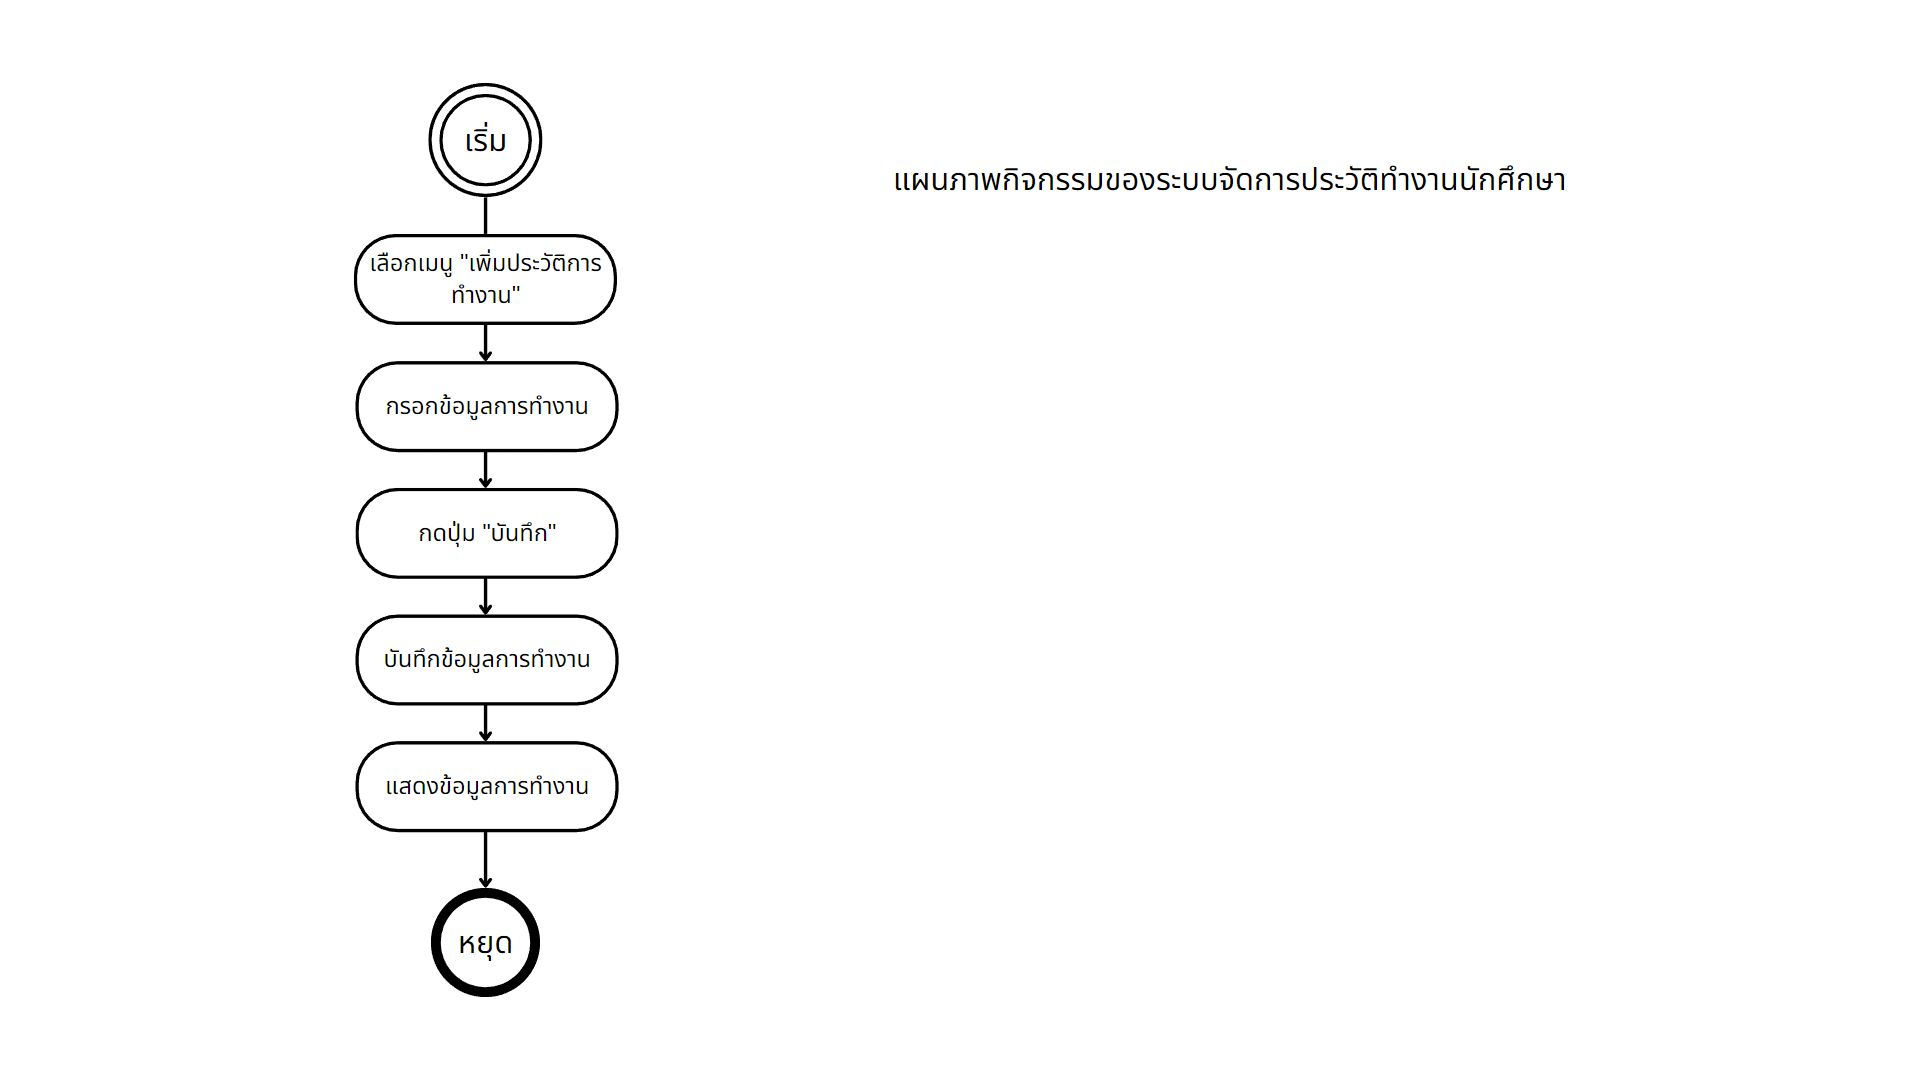 เริ่ม
แผนภาพกิจกรรมของระบบจัดการประวัติทำงานนักศึกษา
เลือกเมนู "เพิ่มประวัติการ
ทำงาน"
กรอกข้อมูลการทำงาน
กดปุ่ม "บันทึก"
บันทึกข้อมูลการทำงาน
แสดงข้อมูลการทำงาน
หยุด